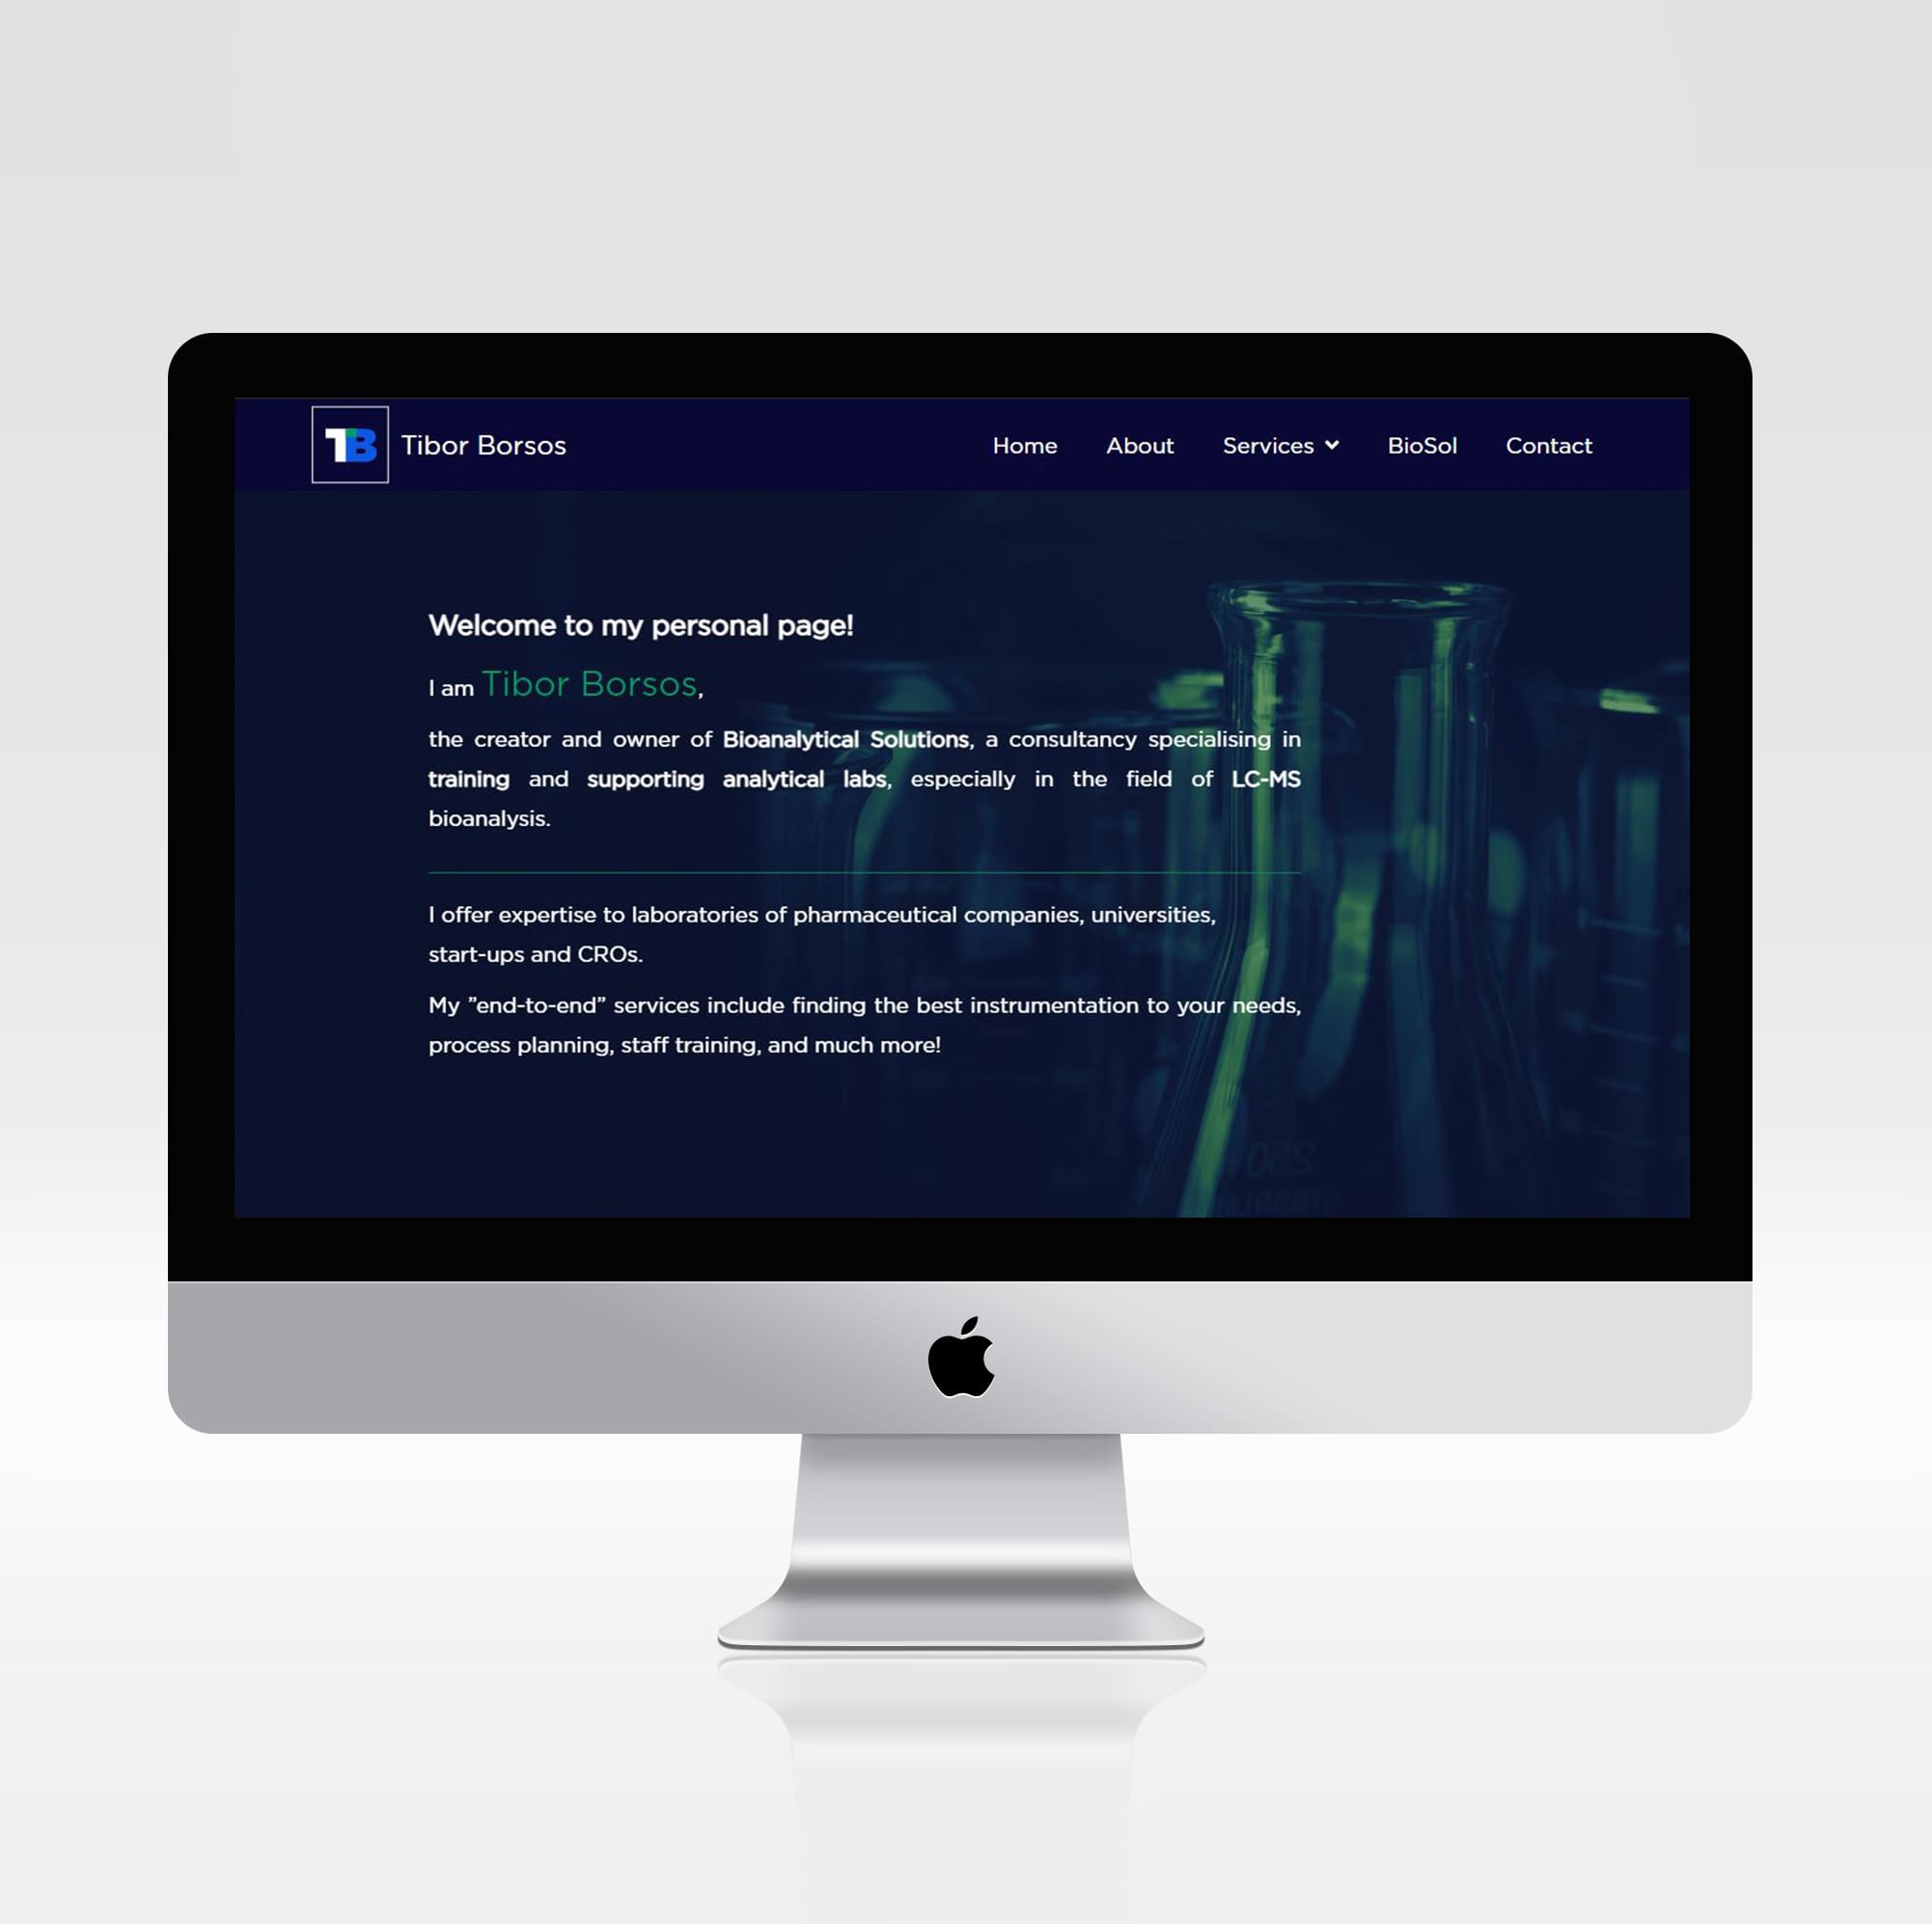 TB Tibor Borsos
Home About Services BioSol Contact
Welcome to my personal page!
I am Tibor Borsos,
the creator and owner of Bioanalytical Solutions, a consultancy specialising in
training and supporting analytical labs, especially in the field of LC-MS
bioanalysis.
I offer expertise to laboratories of pharmaceutical companies, universities,
start-ups and CROs.
My ”end-to-end” services include finding the best instrumentation to your needs,
process planning, staff training, and much more!